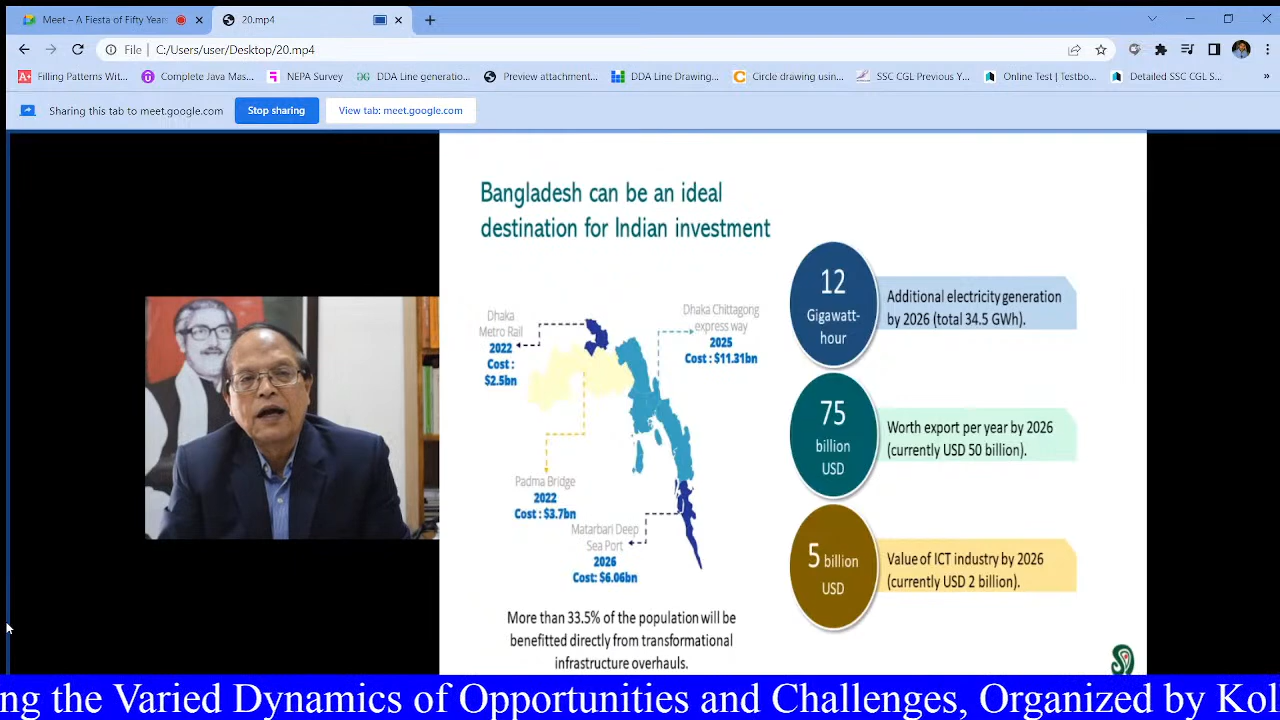 Meet – A Fiesta of Fifty Years
20.mp4
File | C:/Users/user/Desktop/20.mp4
Filling Patterns Wit...
Complete Java Mas...
NEPA Survey
DDA Line generatio...
Preview attachment...
DDA Line Drawing...
Circle drawing usin...
SSC CGL Previous Y...
Online Test | Testbo...
Detailed SSC CGL S...
»
Sharing this tab to meet.google.com
Stop sharing
View tab: meet.google.com
Bangladesh can be an ideal
destination for Indian investment
Dhaka
Metro Rail
2022
Cost :
$2.5bn
Dhaka Chittagong
express way
2025
Cost : $11.31bn
Padma Bridge
2022
Cost : $3.7bn
Matarbari Deep
Sea Port
2026
Cost: $6.06bn
More than 33.5% of the population will be
benefitted directly from transformational
infrastructure overhauls.
12
Gigawatt-
hour
Additional electricity generation
by 2026 (total 34.5 GWh).
75
billion
USD
Worth export per year by 2026
(currently USD 50 billion).
5 billion
USD
Value of ICT industry by 2026
(currently USD 2 billion).
ng the Varied Dynamics of Opportunities and Challenges, Organized by Kol